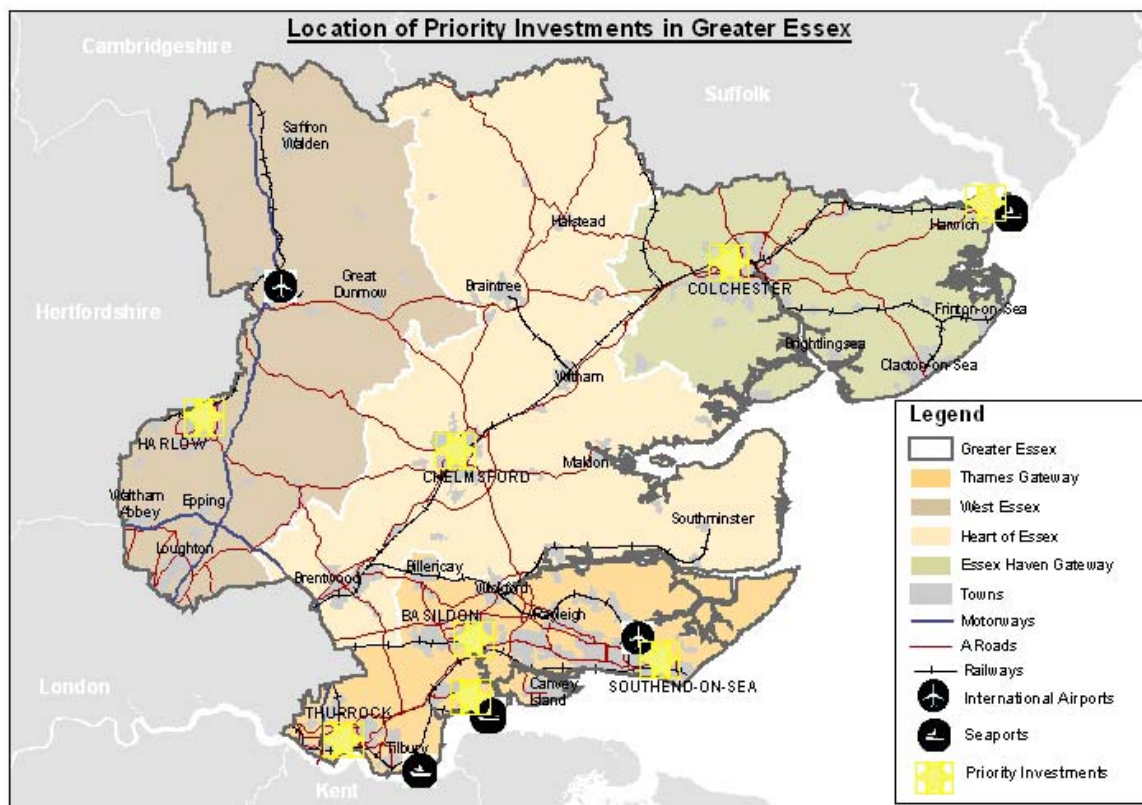 Location of Priority Investments in Greater Essex
Cambridgeshire
Suffolk
Saffron
Walden
Halstead
Harwich
Great
Dunmow
Braintree
COLCHESTER
Hertfordshire
Frinton-on-Sea
Brightlingsea
Clacton-on-Sea
Witham
HARLOW
CHELMSFORD
Maldon
Waltham
Abbey
Epping
Southminster
Loughton
Brentwood
Billericay
Wickford
BASILDON
Rayleigh
London
Canvey
Island
SOUTHEND-ON-SEA
THURROCK
Tilbury
Kent
Legend
Greater Essex
Thames Gateway
West Essex
Heart of Essex
Essex Haven Gateway
Towns
Motorways
A Roads
Railways
International Airports
Seaports
Priority Investments